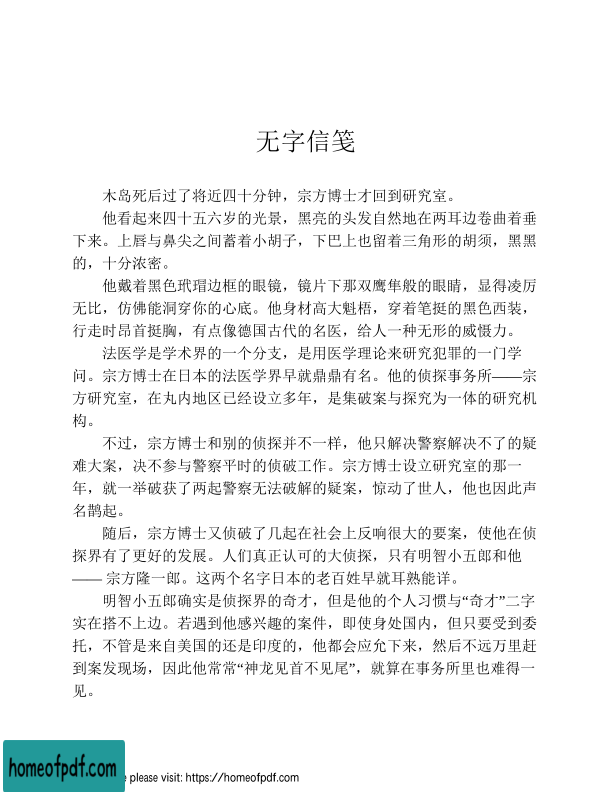 无字信笺
木岛死后过了将近四十分钟，宗方博士才回到研究室。
他看起来四十五六岁的光景，黑亮的头发自然地在两耳边卷曲着垂
下来。上唇与鼻尖之间蓄着小胡子，下巴上也留着三角形的胡须，黑黑
的，十分浓密。
他戴着黑色玳瑁边框的眼镜，镜片下那双鹰隼般的眼睛，显得凌厉
无比，仿佛能洞穿你的心底。他身材高大魁梧，穿着笔挺的黑色西装，
行走时昂首挺胸，有点像德国古代的名医，给人一种无形的威慑力。
法医学是学术界的一个分支，是用医学理论来研究犯罪的一门学
问。宗方博士在日本的法医学界早就鼎鼎有名。他的侦探事务所——宗
方研究室，在丸内地区已经设立多年，是集破案与探究为一体的研究机
构。
不过，宗方博士和别的侦探并不一样，他只解决警察解决不了的疑
难大案，决不参与警察平时的侦破工作。宗方博士设立研究室的那一
年，就一举破获了两起警察无法破解的疑案，惊动了世人，他也因此声
名鹊起。
随后，宗方博士又侦破了几起在社会上反响很大的要案，使他在侦
探界有了更好的发展。人们真正认可的大侦探，只有明智小五郎和他
—— 宗方隆一郎。这两个名字日本的老百姓早就耳熟能详。
明智小五郎确实是侦探界的奇才，但是他的个人习惯与“奇才”二字
实在搭不上边。若遇到他感兴趣的案件，即使身处国内，但只要受到委
托，不管是来自美国的还是印度的，他都会应允下来，然后不远万里赶
到案发现场，因此他常常“神龙见首不见尾”，就算在事务所里也难得一
见。
homeofpdf.com
e please visit: https://homeofpdf.com